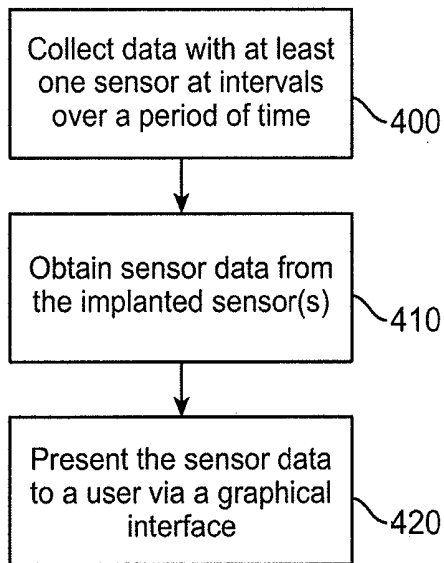 Collect data with at least
one sensor at intervals
over a period of time
400
Obtain sensor data from
the implanted sensor(s)
410
Present the sensor data
to a user via a graphical
interface
420